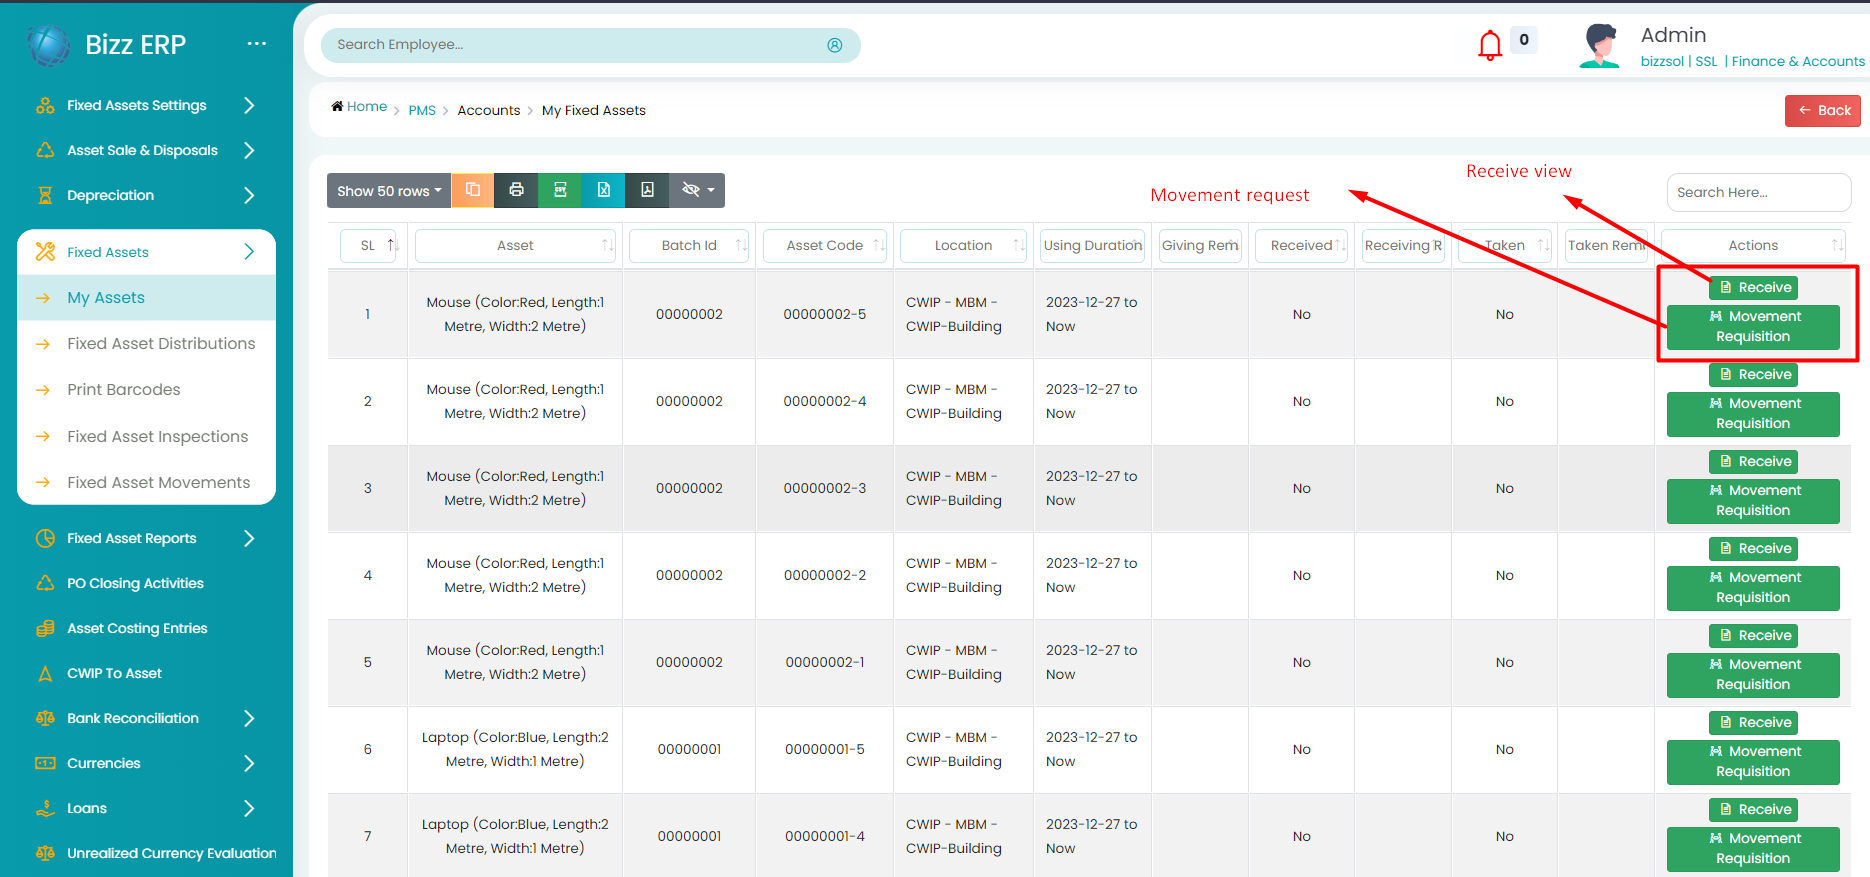 Bizz ERP
...
Search Employee...
0
Admin
bizzsol | SSL | Finance & Accounts
Home > PMS > Accounts > My Fixed Assets
Back
Fixed Assets Settings
Asset Sale & Disposals
Depreciation
Fixed Assets
My Assets
Fixed Asset Distributions
Print Barcodes
Fixed Asset Inspections
Fixed Asset Movements
Fixed Asset Reports
PO Closing Activities
Asset Costing Entries
CWIP To Asset
Bank Reconciliation
Currencies
Loans
Unrealized Currency Evaluation
Receive view
Movement request
Show 50 rows
CSV
Search Here...
SL Asset Batch Id Asset Code Location Using Duration Giving Rem Received Receiving R Taken Taken Rem Actions
1 Mouse (Color:Red, Length:1 Metre, Width:2 Metre) 00000002 00000002-5 CWIP - MBM - CWIP-Building 2023-12-27 to Now No No Receive
Movement Requisition
2 Mouse (Color:Red, Length:1 Metre, Width:2 Metre) 00000002 00000002-4 CWIP - MBM - CWIP-Building 2023-12-27 to Now No No Receive
Movement Requisition
3 Mouse (Color:Red, Length:1 Metre, Width:2 Metre) 00000002 00000002-3 CWIP - MBM - CWIP-Building 2023-12-27 to Now No No Receive
Movement Requisition
4 Mouse (Color:Red, Length:1 Metre, Width:2 Metre) 00000002 00000002-2 CWIP - MBM - CWIP-Building 2023-12-27 to Now No No Receive
Movement Requisition
5 Mouse (Color:Red, Length:1 Metre, Width:2 Metre) 00000002 00000002-1 CWIP - MBM - CWIP-Building 2023-12-27 to Now No No Receive
Movement Requisition
6 Laptop (Color:Blue, Length:2 Metre, Width:1 Metre) 00000001 00000001-5 CWIP - MBM - CWIP-Building 2023-12-27 to Now No No Receive
Movement Requisition
7 Laptop (Color:Blue, Length:2 Metre, Width:1 Metre) 00000001 00000001-4 CWIP - MBM - CWIP-Building 2023-12-27 to Now No No Receive
Movement Requisition